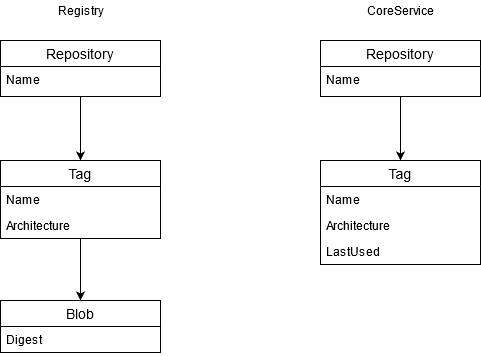 Registry
Repository
Name
Tag
Name
Architecture
Blob
Digest
CoreService
Repository
Name
Tag
Name
Architecture
LastUsed